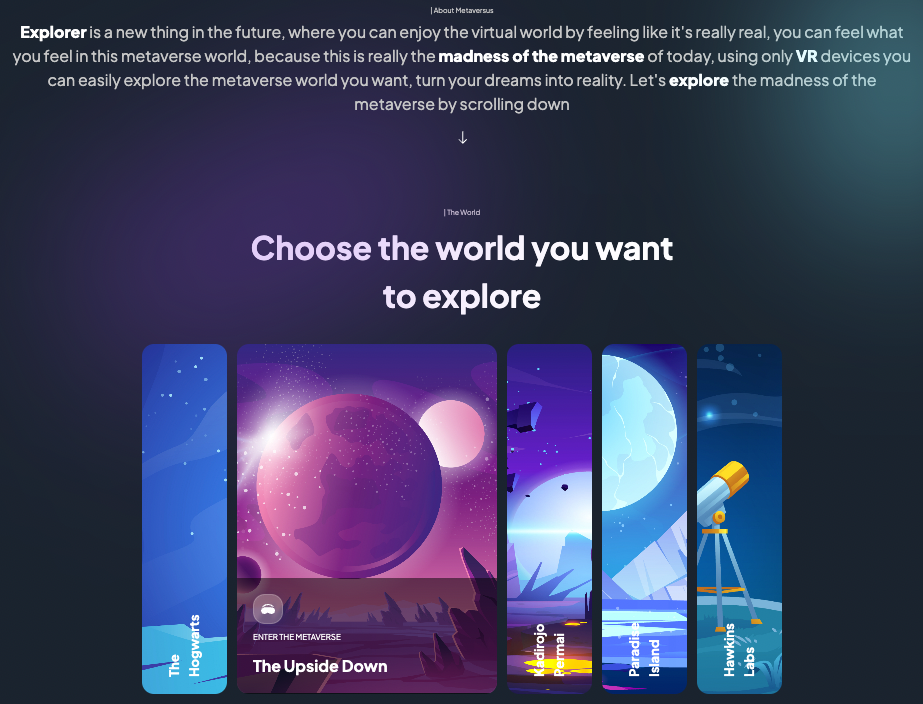 | About Metaversus
Explorer is a new thing in the future, where you can enjoy the virtual world by feeling like it's really real, you can feel what
you feel in this metaverse world, because this is really the madness of the metaverse of today, using only VR devices you
can easily explore the metaverse world you want, turn your dreams into reality. Let's explore the madness of the
metaverse by scrolling down
| The World
Choose the world you want
to explore
The
Hogwarts
ENTER THE METAVERSE
The Upside Down
Kadirojo
Permai
Paradise
Island
Hawkins
Labs